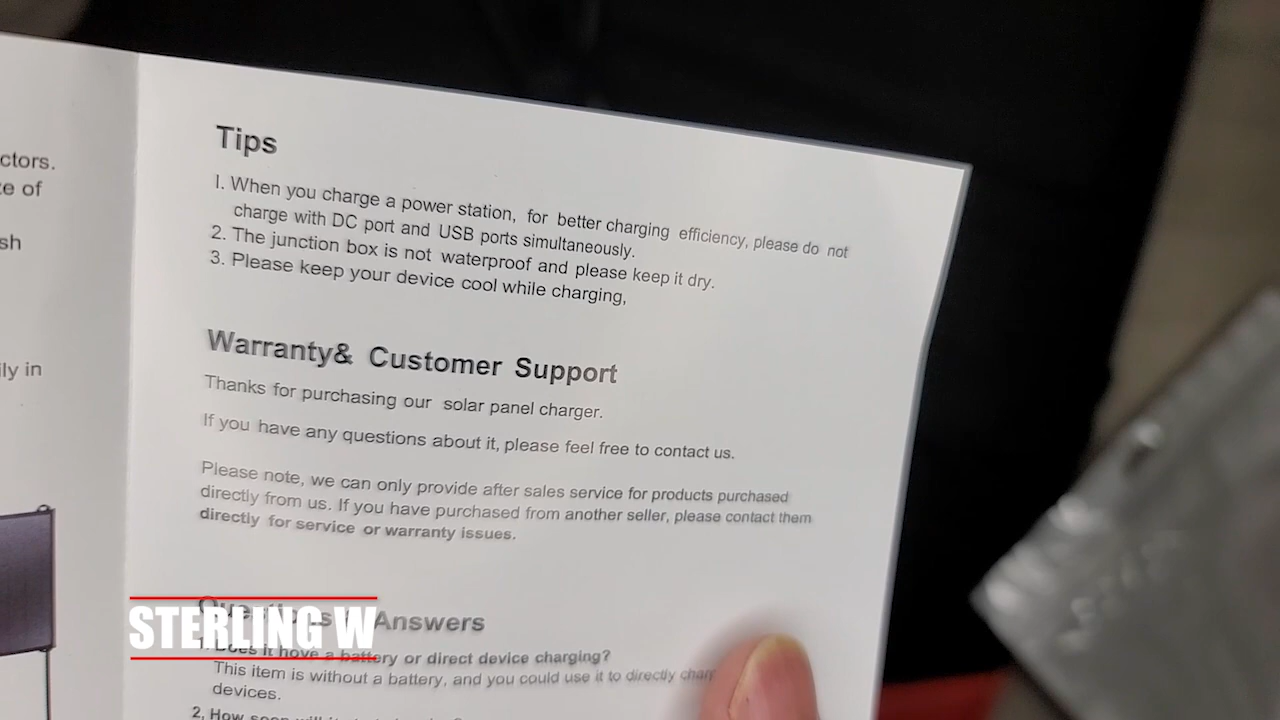 ctors.
e of
sh
ily in
Tips
1. When you charge a power station, for better charging efficiency, please do not
charge with DC port and USB ports simultaneously.
2. The junction box is not waterproof and please keep it dry.
3. Please keep your device cool while charging,
Warranty& Customer Support
Thanks for purchasing our solar panel charger.
If you have any questions about it, please feel free to contact us.
Please note, we can only provide after sales service for products purchased
directly from us. If you have purchased from another seller, please contact them
directly for service or warranty issues.
Answers
STERLING W
Does it have a battery or direct device charging?
This item is without a battery, and you could use it to directly
devices.
2. How soon